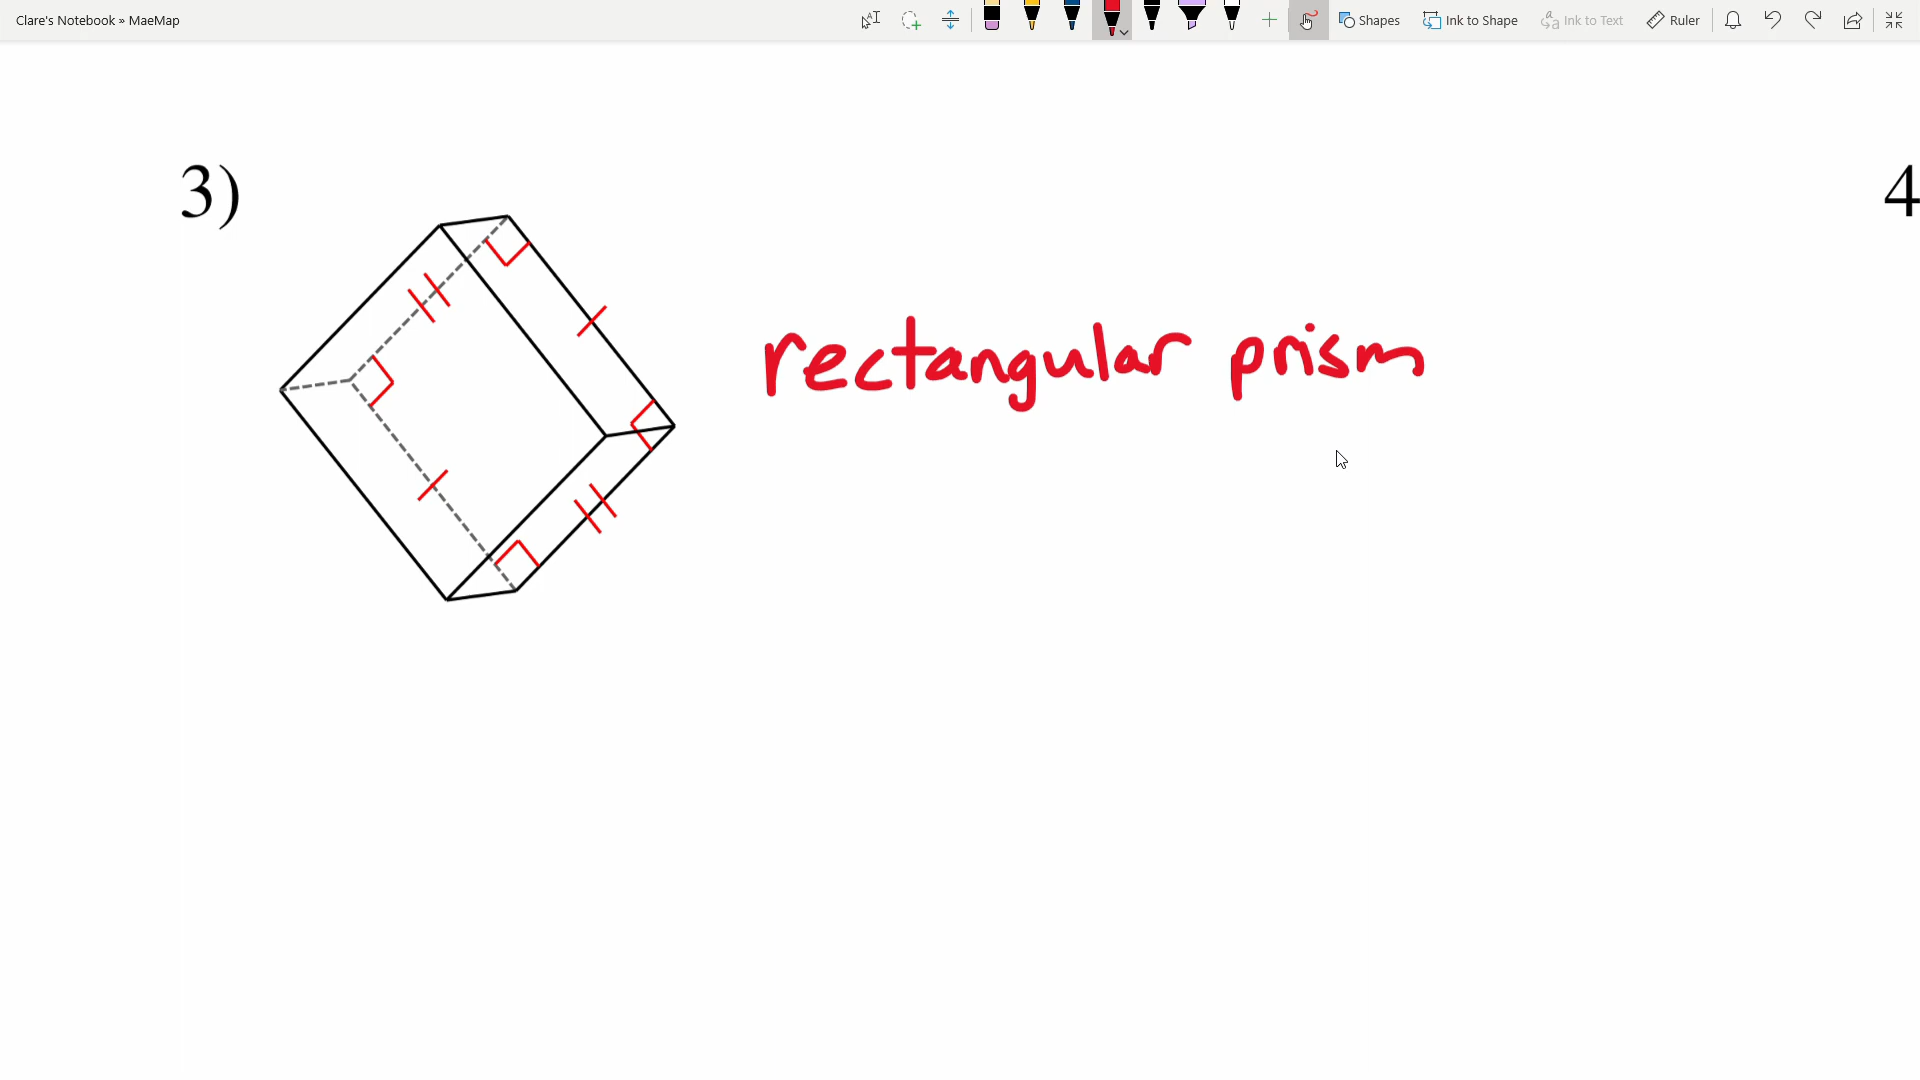 Clare's Notebook » MaeMap
Shapes
Ink to Shape
Ink to Text
Ruler
3)
4
rectangular prism